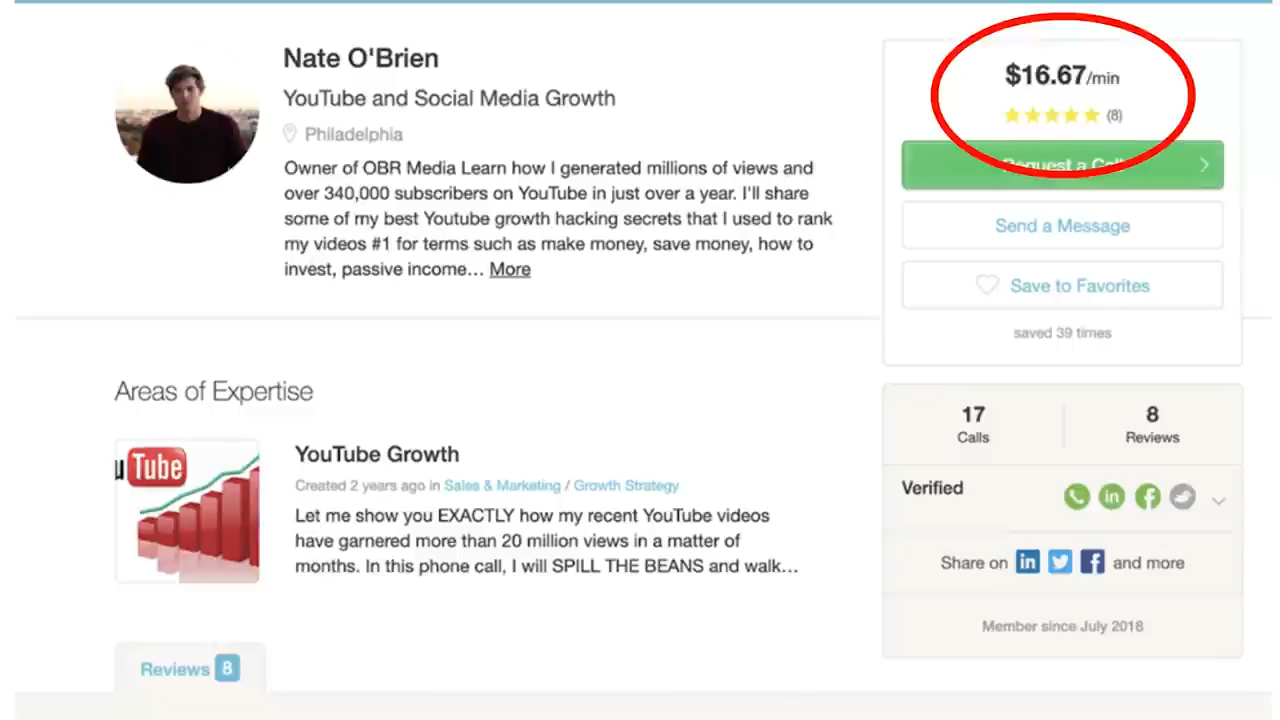 Nate O'Brien
YouTube and Social Media Growth
Philadelphia
Owner of OBR Media Learn how I generated millions of views and
over 340,000 subscribers on YouTube in just over a year. I'll share
some of my best Youtube growth hacking secrets that I used to rank
my videos #1 for terms such as make money, save money, how to
invest, passive income... More
$16.67/min
(8)
Request a Call
Send a Message
Save to Favorites
saved 39 times
Areas of Expertise
u Tube
YouTube Growth
Created 2 years ago in Sales & Marketing / Growth Strategy
Let me show you EXACTLY how my recent YouTube videos
have garnered more than 20 million views in a matter of
months. In this phone call, I will SPILL THE BEANS and walk...
17
Calls
8
Reviews
Verified
in
Share on in f and more
Member since July 2018
Reviews 8